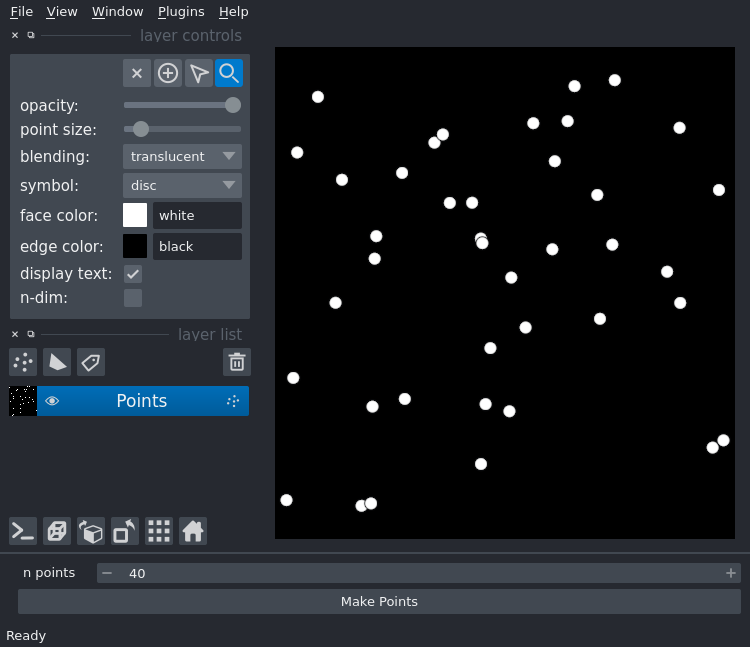 File View Window Plugins Help
layer controls
opacity:
point size:
blending: translucent
symbol: disc
face color: white
edge color: black
display text:
n-dim:
layer list
Points
n points 40
Make Points
Ready